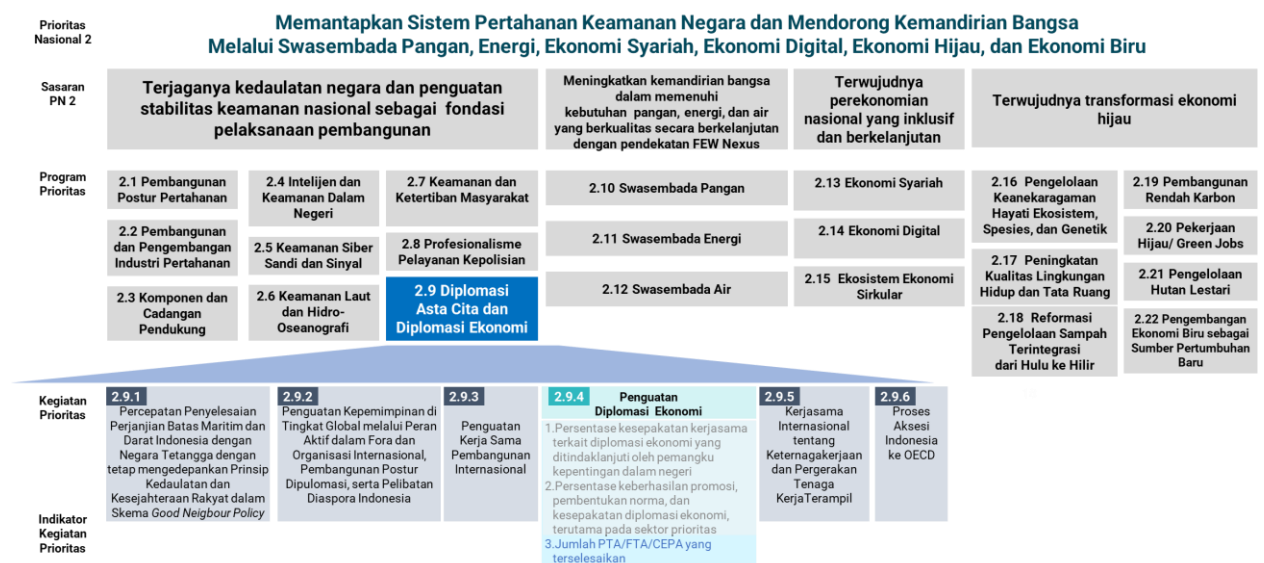 Prioritas
Nasional 2
Memantapkan Sistem Pertahanan Keamanan Negara dan Mendorong Kemandirian Bangsa
Melalui Swasembada Pangan, Energi, Ekonomi Syariah, Ekonomi Digital, Ekonomi Hijau, dan Ekonomi Biru
Sasaran
PN 2
Terjaganya kedaulatan negara dan penguatan
stabilitas keamanan nasional sebagai fondasi
pelaksanaan pembangunan
Meningkatkan kemandirian bangsa
dalam memenuhi
kebutuhan pangan, energi, dan air
yang berkualitas secara berkelanjutan
dengan pendekatan FEW Nexus
Terwujudnya
perekonomian
nasional yang inklusif
dan berkelanjutan
Terwujudnya transformasi ekonomi
hijau
Program
Prioritas
2.1 Pembangunan
Postur Pertahanan
2.2 Pembangunan
dan Pengembangan
Industri Pertahanan
2.3 Komponen dan
Cadangan
Pendukung
2.4 Intelijen dan
Keamanan Dalam
Negeri
2.5 Keamanan Siber
Sandi dan Sinyal
2.6 Keamanan Laut
dan Hidro-
Oseanografi
2.7 Keamanan dan
Ketertiban Masyarakat
2.8 Profesionalisme
Pelayanan Kepolisian
2.9 Diplomasi
Asta Cita dan
Diplomasi Ekonomi
2.10 Swasembada Pangan
2.11 Swasembada Energi
2.12 Swasembada Air
2.13 Ekonomi Syariah
2.14 Ekonomi Digital
2.15 Ekosistem Ekonomi
Sirkular
2.16 Pengelolaan
Keanekaragaman
Hayati Ekosistem,
Spesies, dan Genetik
2.17 Peningkatan
Kualitas Lingkungan
Hidup dan Tata Ruang
2.18 Reformasi
Pengelolaan Sampah
Terintegrasi
dari Hulu ke Hilir
2.19 Pembangunan
Rendah Karbon
2.20 Pekerjaan
Hijau/ Green Jobs
2.21 Pengelolaan
Hutan Lestari
2.22 Pengembangan
Ekonomi Biru sebagai
Sumber Pertumbuhan
Baru
Kegiatan
Prioritas
2.9.1
Percepatan Penyelesaian
Perjanjian Batas Maritim dan
Darat Indonesia dengan
Negara Tetangga dengan
tetap mengedepankan Prinsip
Kedaulatan dan
Kesejahteraan Rakyat dalam
Skema Good Neigbour Policy
2.9.2
Penguatan Kepemimpinan di
Tingkat Global melalui Peran
Aktif dalam Fora dan
Organisasi Internasional,
Pembangunan Postur
Dipulomasi, serta Pelibatan
Diaspora Indonesia
2.9.3
Penguatan
Kerja Sama
Pembangunan
Internasional
2.9.4
Penguatan
Diplomasi Ekonomi
1.Persentase kesepakatan kerjasama
terkait diplomasi ekonomi yang
ditindaklanjuti oleh pemangku
kepentingan dalam negeri
2.Persentase keberhasilan promosi,
pembentukan norma, dan
kesepakatan diplomasi ekonomi,
terutama pada sektor prioritas
3.Jumlah PTA/FTA/CEPA yang
terselesaikan
2.9.5
Kerjasama
Internasional
tentang
Keternagakerjaan
dan Pergerakan
Tenaga
KerjaTerampil
2.9.6
Proses
Aksesi
Indonesia
ke OECD
Indikator
Kegiatan
Prioritas